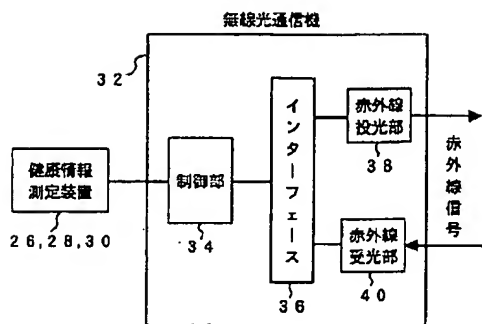 無線光通信機
32
健康情報
測定装置
26,28,30
制御部
34
インターフェース
36
赤外線
投光部
38
赤外線信号
赤外線
受光部
40